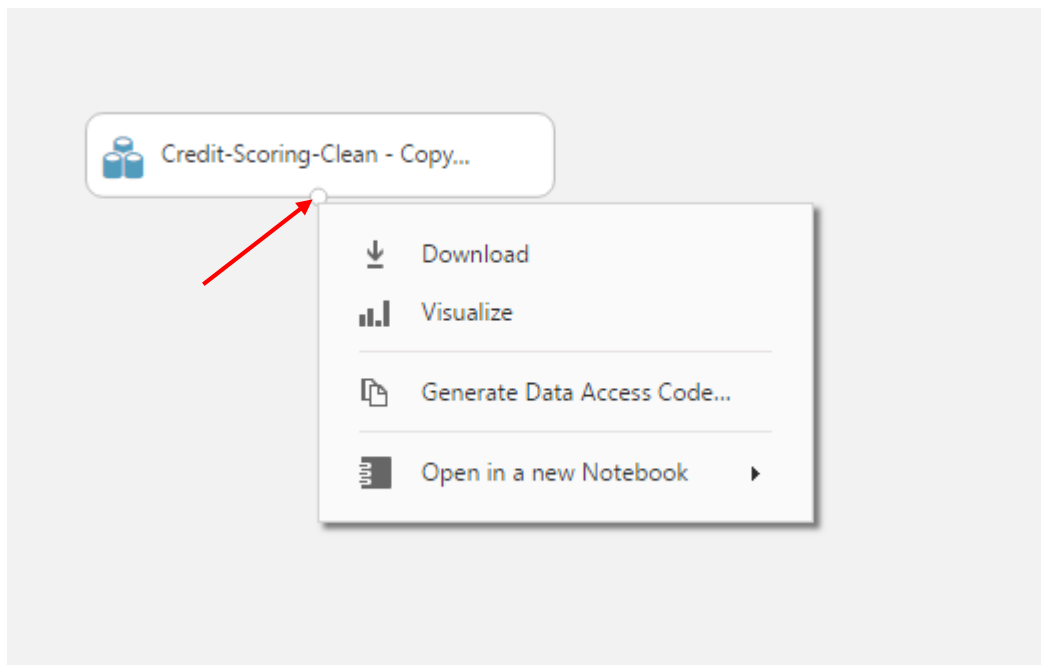 Credit-Scoring-Clean - Copy...
Download
Visualize
Generate Data Access Code...
Open in a new Notebook